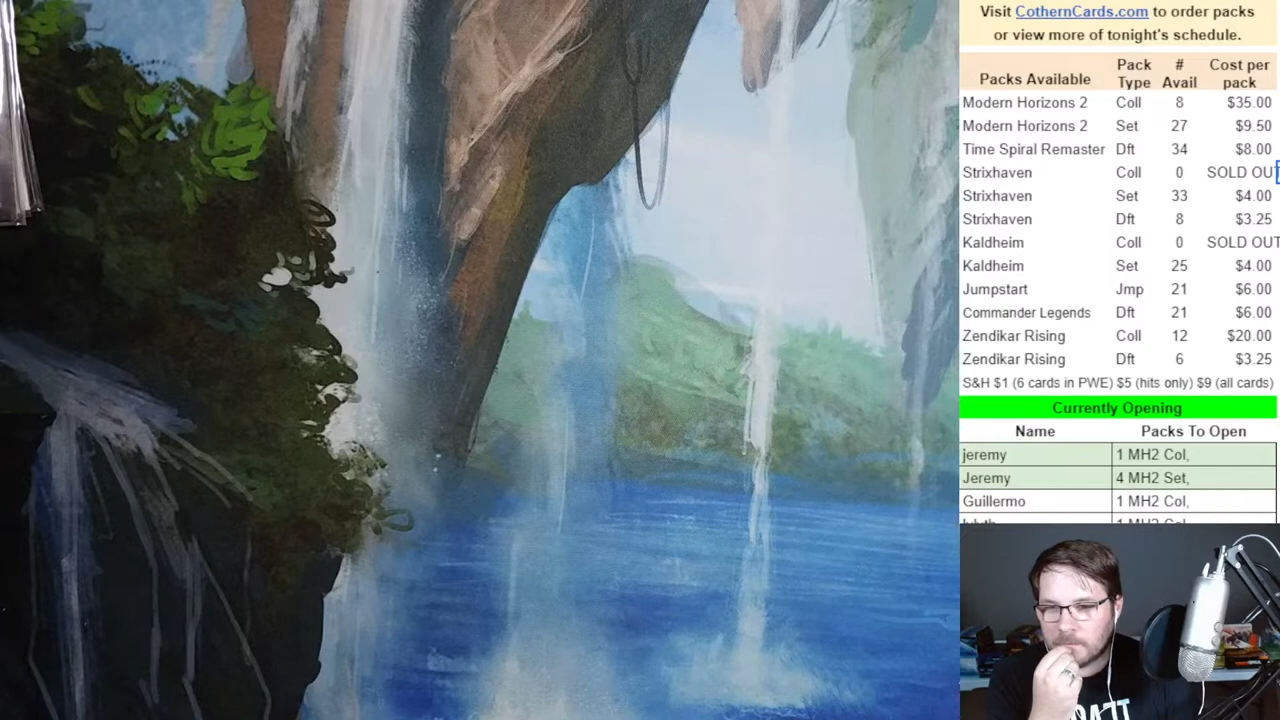 Visit CothernCards.com to order packs
or view more of tonight's schedule.
Packs Available Pack Type # Avail Cost per pack
Modern Horizons 2 Coll 8 $35.00
Modern Horizons 2 Set 27 $9.50
Time Spiral Remaster Dft 34 $8.00
Strixhaven Coll 0 SOLD OU
Strixhaven Set 33 $4.00
Strixhaven Dft 8 $3.25
Kaldheim Coll 0 SOLD OUT
Kaldheim Set 25 $4.00
Jumpstart Jmp 21 $6.00
Commander Legends Dft 21 $6.00
Zendikar Rising Coll 12 $20.00
Zendikar Rising Dft 6 $3.25
S&H $1 (6 cards in PWE) $5 (hits only) $9 (all cards)
Currently Opening
Name Packs To Open
jeremy 1 MH2 Col,
Jeremy 4 MH2 Set,
Guillermo 1 MH2 Col,